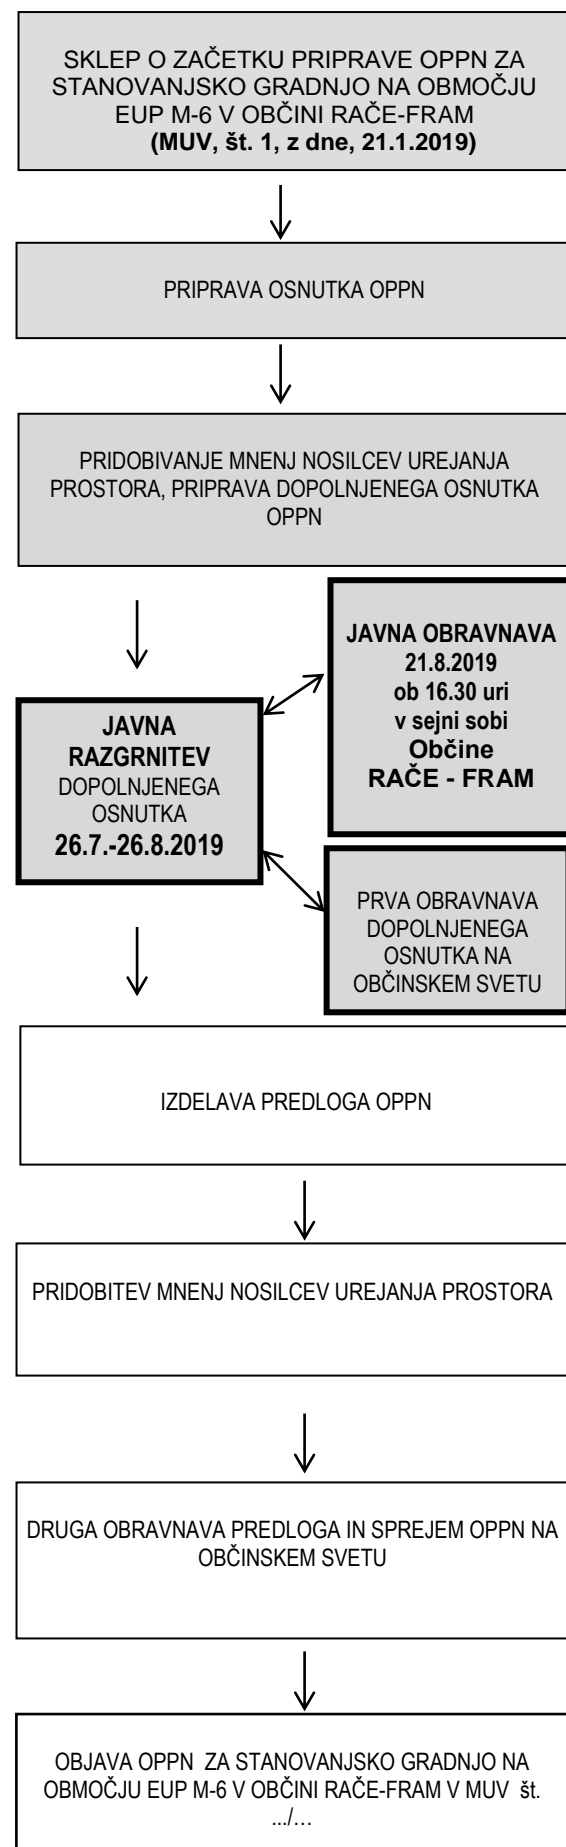 SKLEP O ZAČETKU PRIPRAVE OPPN ZA
STANOVANJSKO GRADNJO NA OBMOČJU
EUP M-6 V OBČINI RAČE-FRAM
(MUV, št. 1, z dne, 21.1.2019)
PRIPRAVA OSNUTKA OPPN
PRIDOBIVANJE MNENJ NOSILCEV UREJANJA
PROSTORA, PRIPRAVA DOPOLNJENEGA OSNUTKA
OPPN
JAVNA OBRAVNAVA
21.8.2019
ob 16.30 uri
v sejni sobi
Občine
RAČE - FRAM
JAVNA
RAZGRNITEV
DOPOLNJENEGA
OSNUTKA
26.7.-26.8.2019
PRVA OBRAVNAVA
DOPOLNJENEGA
OSNUTKA NA
OBČINSKEM SVETU
IZDELAVA PREDLOGA OPPN
PRIDOBITEV MNENJ NOSILCEV UREJANJA PROSTORA
DRUGA OBRAVNAVA PREDLOGA IN SPREJEM OPPN NA
OBČINSKEM SVETU
OBJAVA OPPN ZA STANOVANJSKO GRADNJO NA
OBMOČJU EUP M-6 V OBČINI RAČE-FRAM V MUV št.
.../…